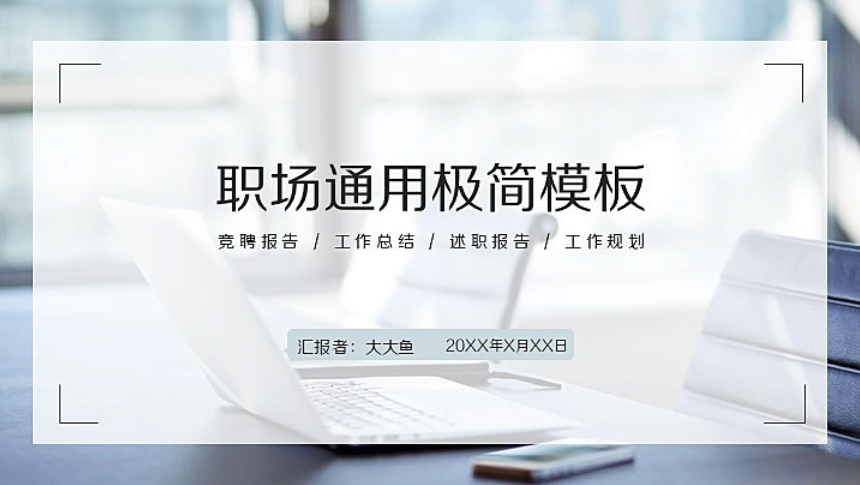 职场通用极简模板
竞聘报告 / 工作总结 / 述职报告 / 工作规划
汇报者：大大鱼 20XX年X月XX日